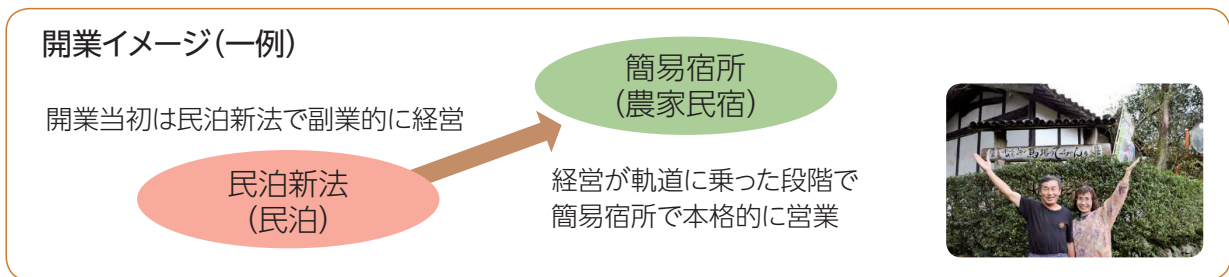 開業イメージ(一例)
開業当初は民泊新法で副業的に経営
民泊新法
(民泊)
簡易宿所
(農家民宿)
経営が軌道に乗った段階で
簡易宿所で本格的に営業